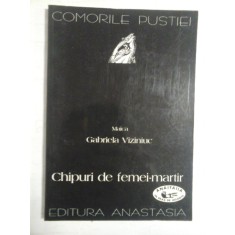 COMORILE PUSTIEI
Maica
Gabriela Viziniuc
Chipuri de femei-martir
EDITURA ANASTASIA